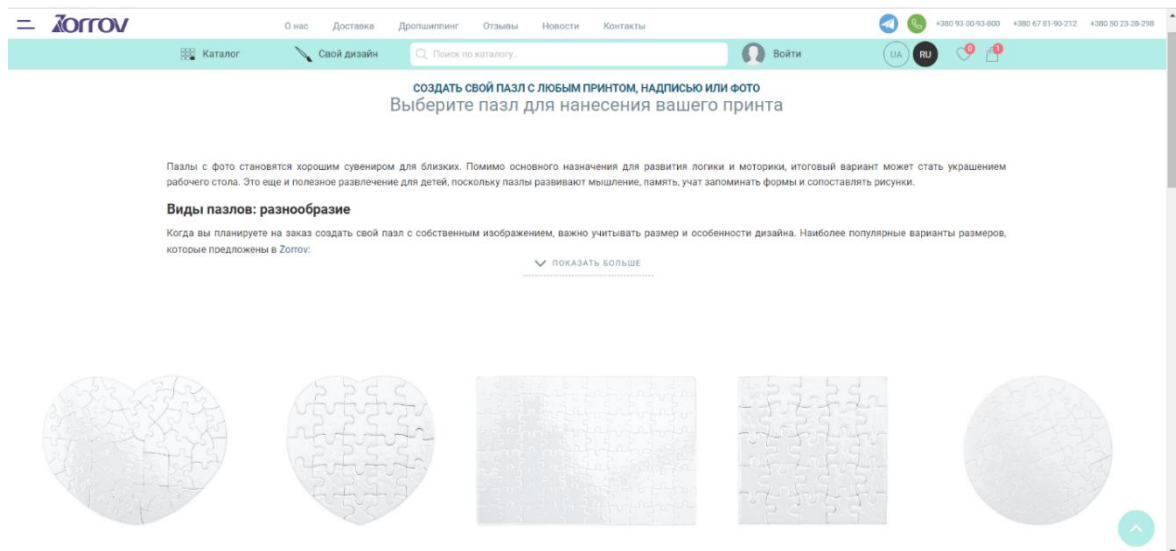 Zorrov
О нас Доставка Дропшиппинг Отзывы Новости Контакты
+380 93 00-93-800 +380 67 81-90-212 +380 50 23-28-298
Каталог Свой дизайн Поиск по каталогу... Войти UA RU 0 1
СОЗДАТЬ СВОЙ ПАЗЛ С ЛЮБЫМ ПРИНТОМ, НАДПИСЬЮ ИЛИ ФОТО
Выберите пазл для нанесения вашего принта
Пазлы с фото становятся хорошим сувениром для близких. Помимо основного назначения для развития логики и моторики, итоговый вариант может стать украшением
рабочего стола. Это еще и полезное развлечение для детей, поскольку пазлы развивают мышление, память, учат запоминать формы и сопоставлять рисунки.
Виды пазлов: разнообразие
Когда вы планируете на заказ создать свой пазл с собственным изображением, важно учитывать размер и особенности дизайна. Наиболее популярные варианты размеров,
которые предложены в Zorrov:
ПОКАЗАТЬ БОЛЬШЕ